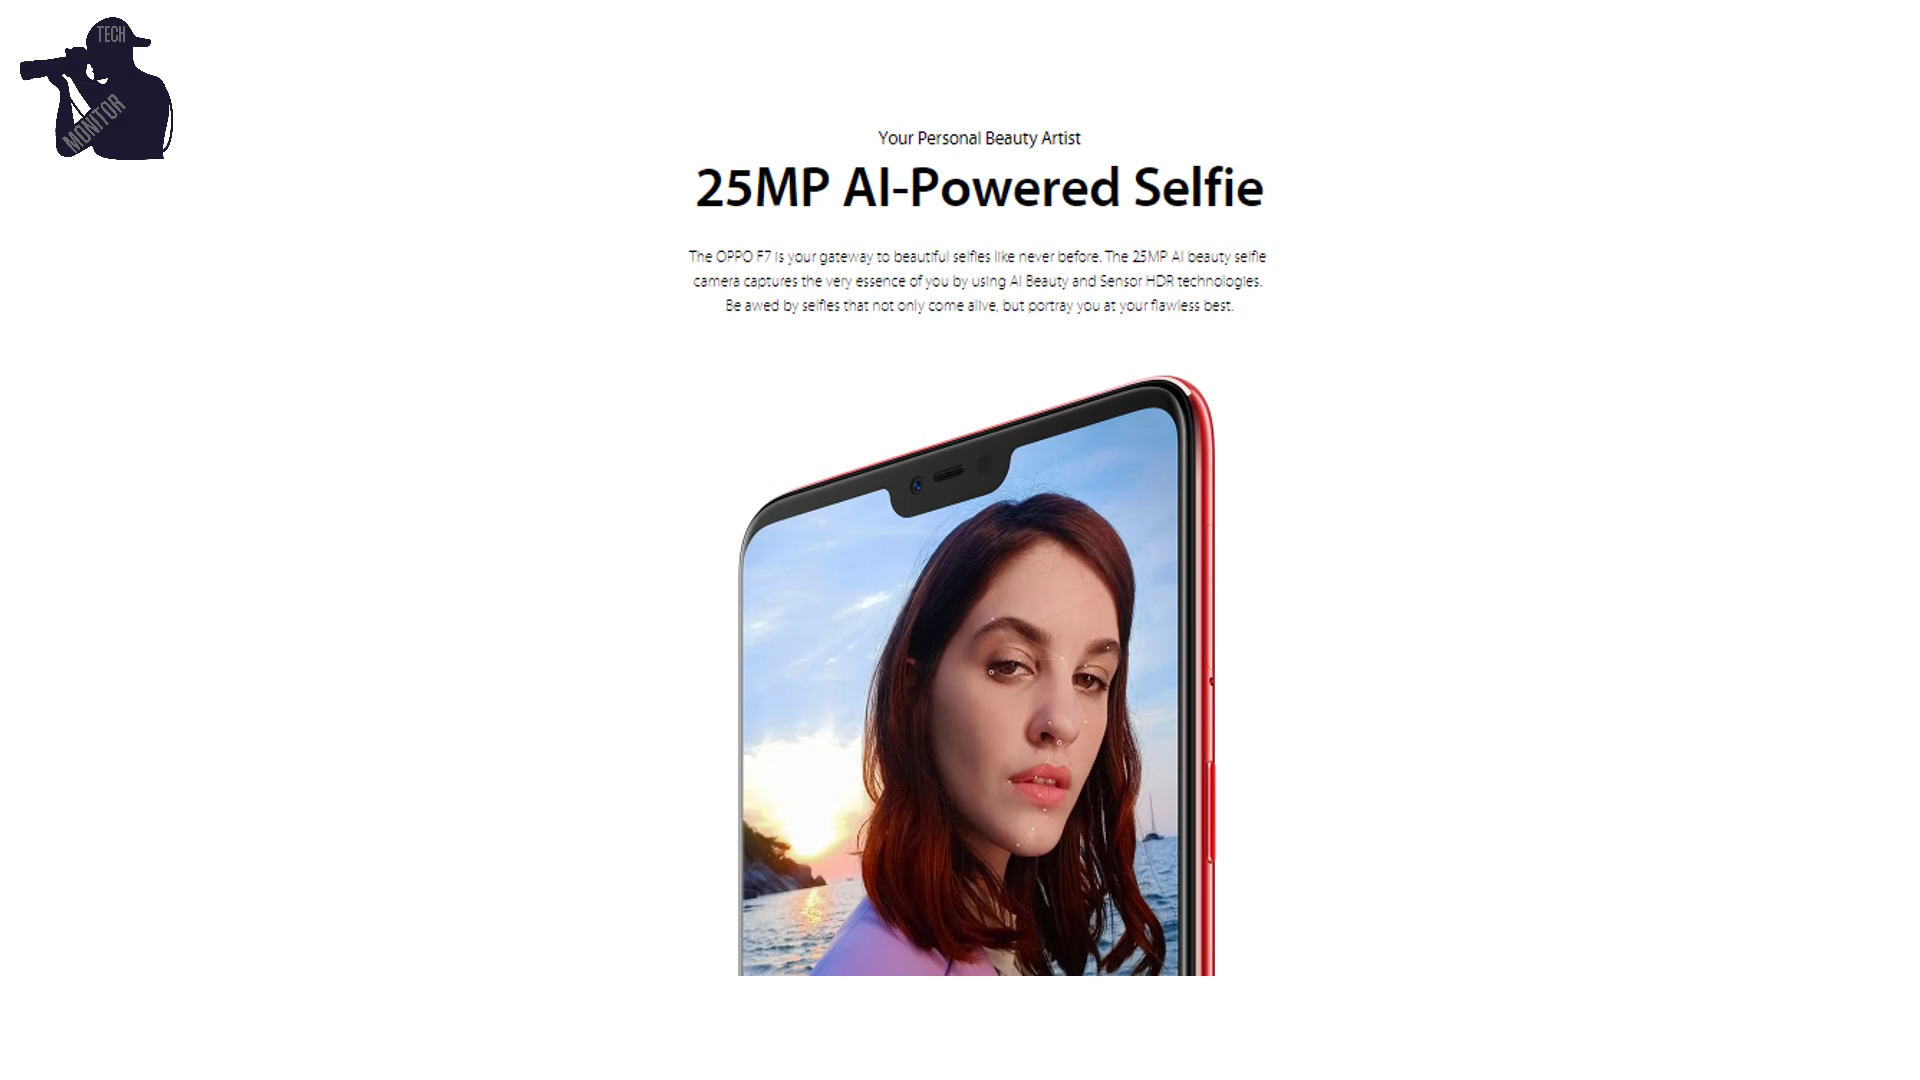 TECH
MONITOR
Your Personal Beauty Artist
25MP AI-Powered Selfie
The OPPO F7 is your gateway to beautiful selfies like never before. The 25MP AI beauty selfie
camera captures the very essence of you by using AI Beauty and Sensor HDR technologies.
Be awed by selfies that not only come alive, but portray you at your flawless best.